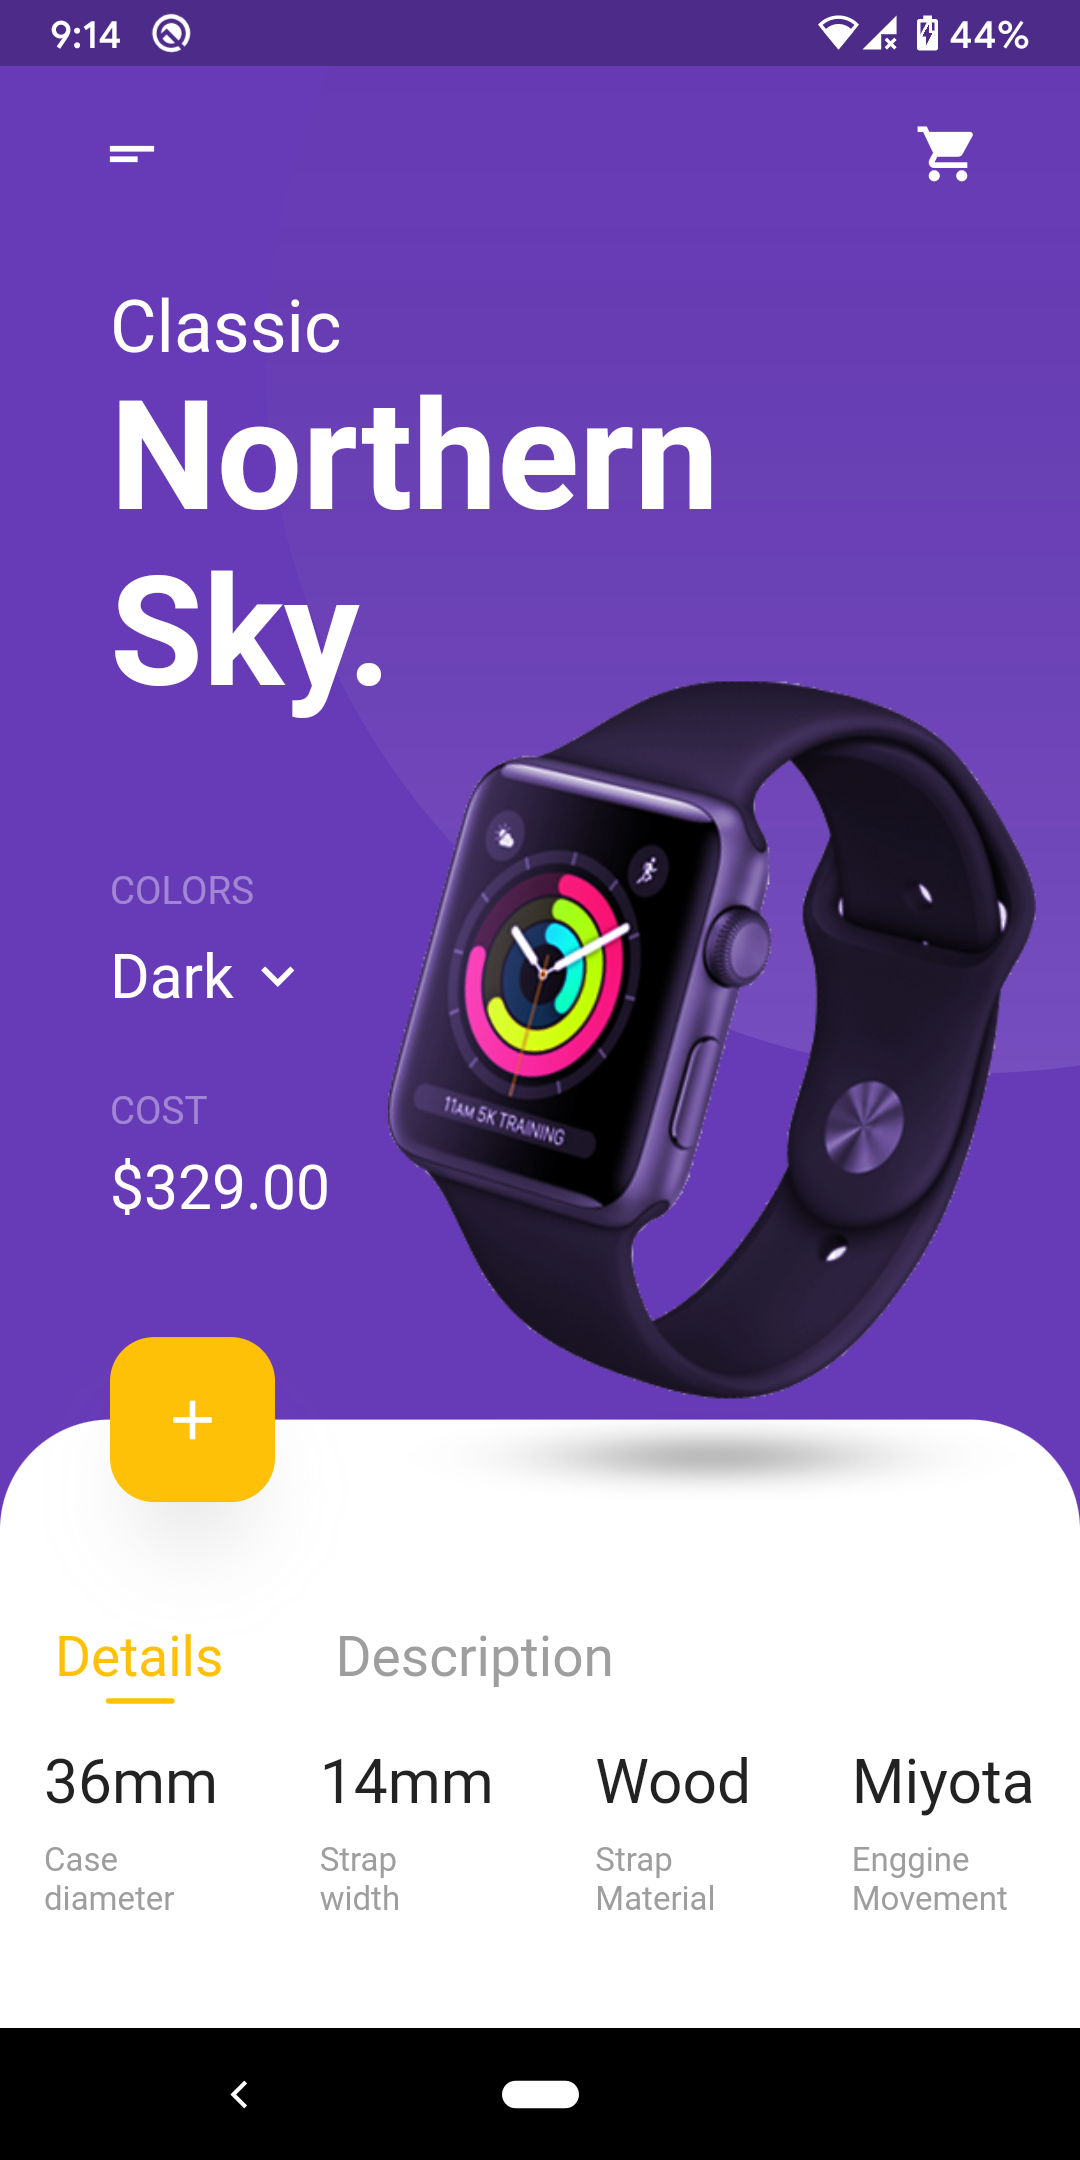 9:14 44%
Classic
Northern
Sky.
COLORS
Dark
COST
$329.00
11AM 5K TRAINING
+
Details Description
36mm 14mm Wood Miyota
Case Strap Strap Enggine
diameter width Material Movement